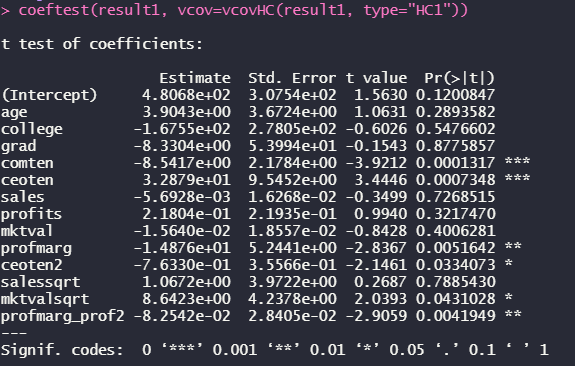 > coeftest(result1, vcov=vcovHC(result1, type="HC1"))
t test of coefficients:
Estimate Std. Error t value Pr(>|t|)
(Intercept) 4.8068e+02 3.0754e+02 1.5630 0.1200847
age 3.9043e+00 3.6724e+00 1.0631 0.2893582
college -1.6755e+02 2.7805e+02 -0.6026 0.5476602
grad -8.3304e+00 5.3994e+01 -0.1543 0.8775857
comten -8.5417e+00 2.1784e+00 -3.9212 0.0001317 ***
ceoten 3.2879e+01 9.5452e+00 3.4446 0.0007348 ***
sales -5.6928e-03 1.6268e-02 -0.3499 0.7268515
profits 2.1804e-01 2.1935e-01 0.9940 0.3217470
mktval -1.5640e-02 1.8557e-02 -0.8428 0.4006281
profmarg -1.4876e+01 5.2441e+00 -2.8367 0.0051642 **
ceoten2 -7.6330e-01 3.5566e-01 -2.1461 0.0334073 *
salessqrt 1.0672e+00 3.9722e+00 0.2687 0.7885430
mktvalsqrt 8.6423e+00 4.2378e+00 2.0393 0.0431028 *
profmarg_prof2 -8.2542e-02 2.8405e-02 -2.9059 0.0041949 **
---
Signif. codes: 0 ‘***’ 0.001 ‘**’ 0.01 ‘*’ 0.05 ‘.’ 0.1 ‘ ’ 1